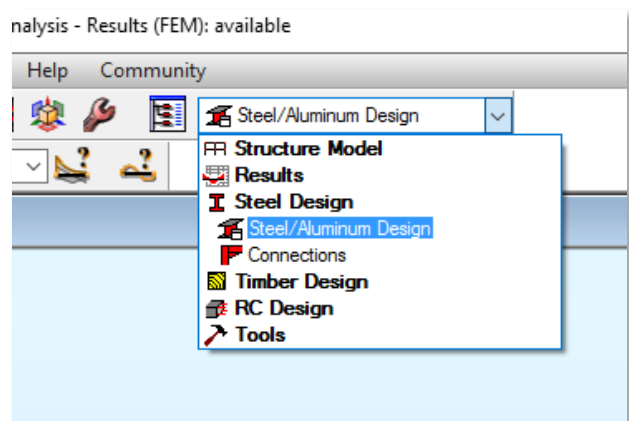 nalysis - Results (FEM): available
Help Community
Steel/Aluminum Design
Structure Model
Results
Steel Design
Steel/Aluminum Design
Connections
Timber Design
RC Design
Tools